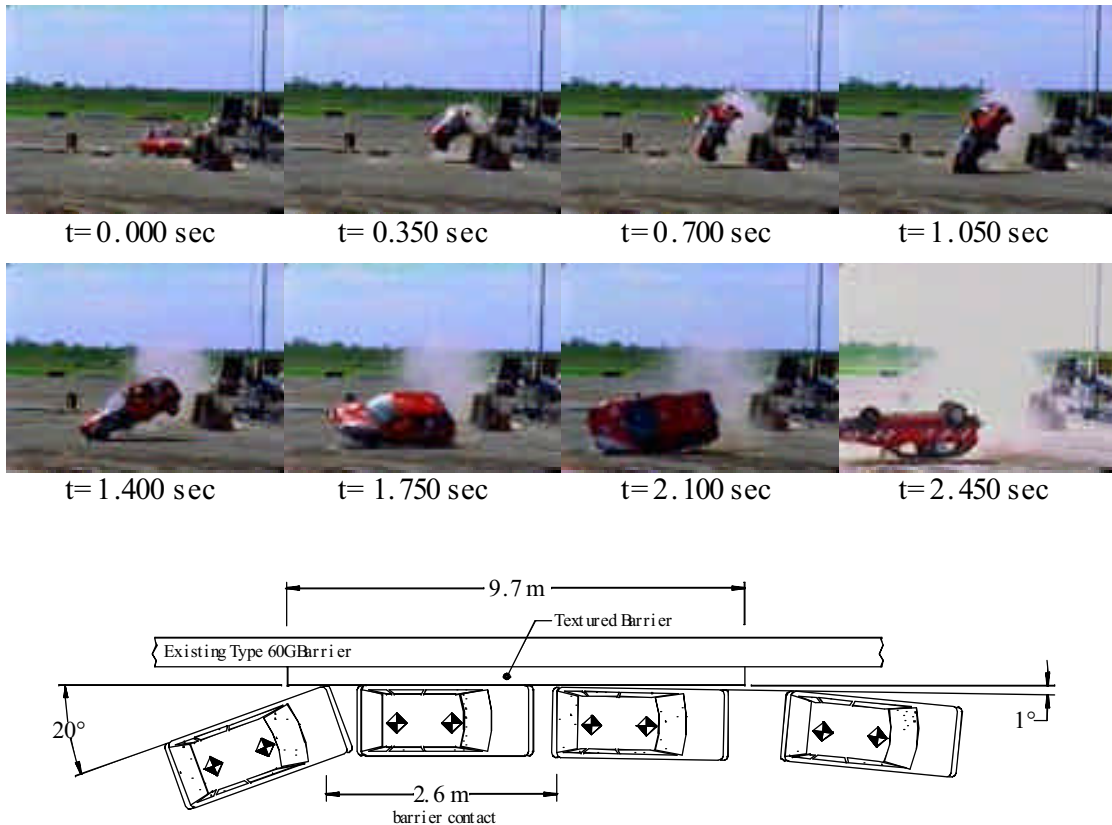 t= 0.000 sec
t= 0.350 sec
t= 0.700 sec
t= 1.050 sec
t= 1.400 sec
t= 1.750 sec
t= 2.100 sec
t= 2.450 sec
9.7 m
Textured Barrier
Existing Type 60G Barrier
20°
1°
2.6 m
barrier contact